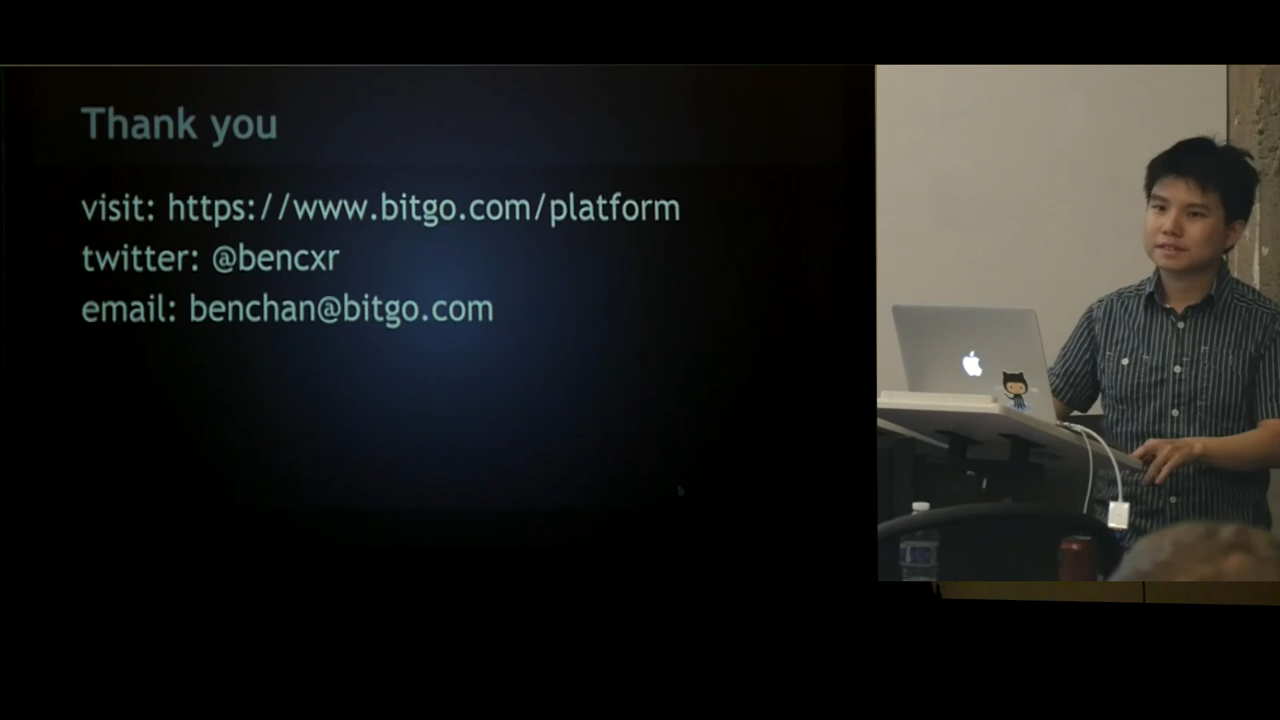 Thank you
visit: https://www.bitgo.com/platform
twitter: @bencxr
email: benchan@bitgo.com